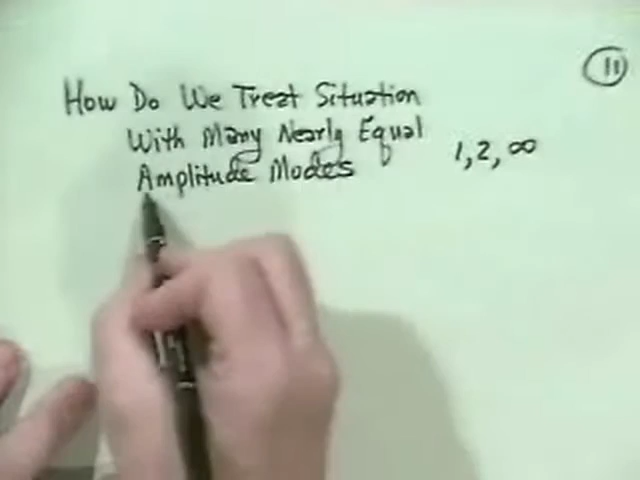 11
How Do We Treat Situation
With Many Nearly Equal
Amplitude Modes
1, 2, ∞